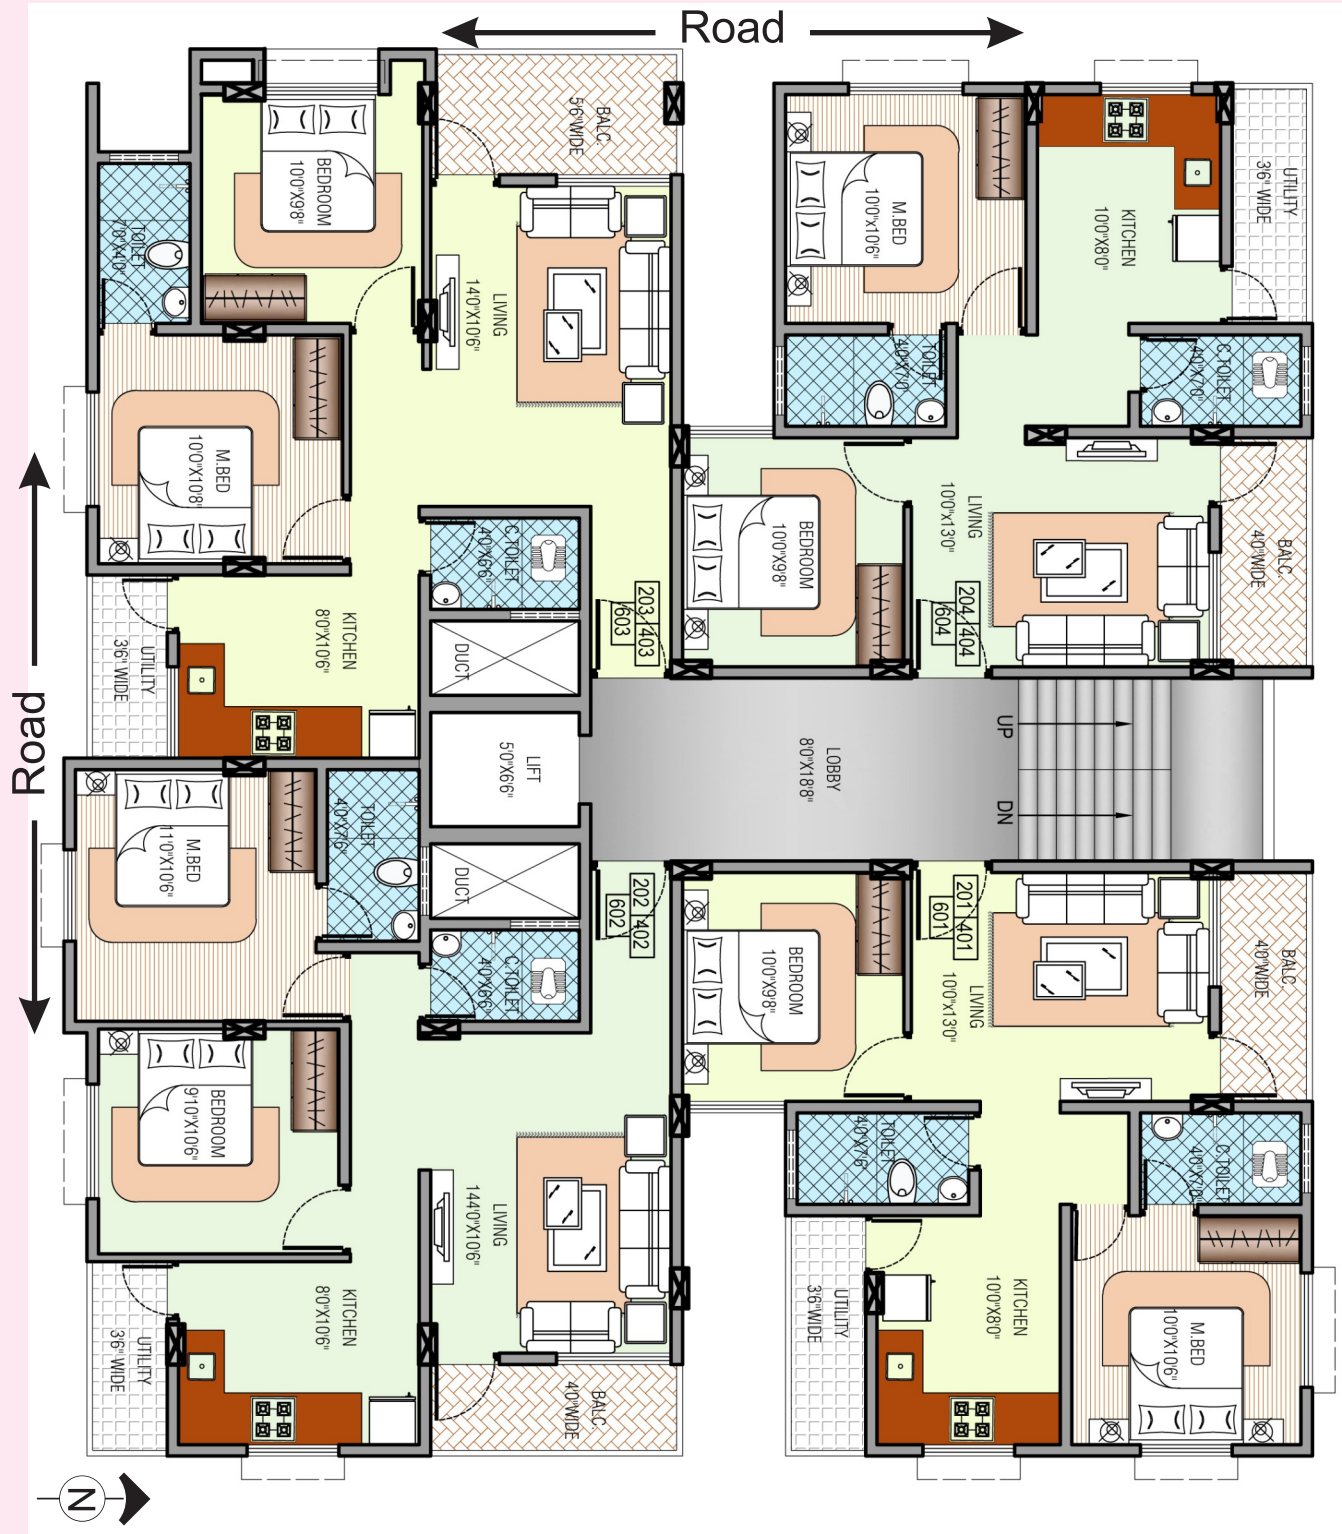 Road
BALC.
5'6"WIDE
BEDROOM
10'0"X9'8"
TOILET
7'0"X4'0"
LIVING
14'0"X10'6"
M.BED
10'0"X10'8"
C.TOILET
4'0"X6'6"
KITCHEN
8'0"X10'6"
UTILITY
3'6" WIDE
203 403
603
DUCT
M.BED
10'0"X10'6"
KITCHEN
10'0"X8'0"
UTILITY
3'6" WIDE
TOILET
4'0"X7'0"
C.TOILET
4'0"X7'0"
BEDROOM
10'0"X9'8"
LIVING
10'0"x13'0"
BALC.
4'0"WIDE
204 404
604
Road
LIFT
5'0"X6'6"
LOBBY
8'0"X18'8"
UP
DN
M.BED
11'0"X10'6"
TOILET
4'0"X7'6"
DUCT
202 402
602
C.TOILET
4'0"X6'6"
BEDROOM
9'10"X10'6"
LIVING
144'0"X10'6"
KITCHEN
8'0"X10'6"
UTILITY
3'6" WIDE
BALC.
4'0"WIDE
201 401
601
BEDROOM
10'0"X9'8"
LIVING
10'0"x13'0"
BALC.
4'0"WIDE
TOILET
4'0"X7'6"
C.TOILET
4'0"X7'0"
KITCHEN
10'0"X8'0"
UTILITY
3'6"WIDE
M.BED
10'0"X10'6"
N